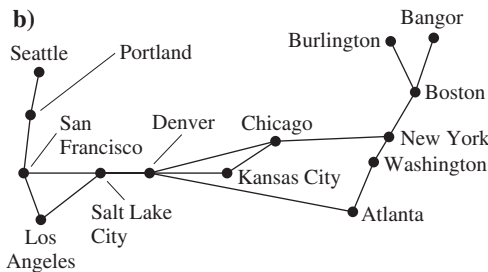 b)
Bangor
Burlington
Seattle
Portland
Boston
San
Francisco
Denver
Chicago
New York
Washington
Kansas City
Salt Lake
City
Atlanta
Los
Angeles